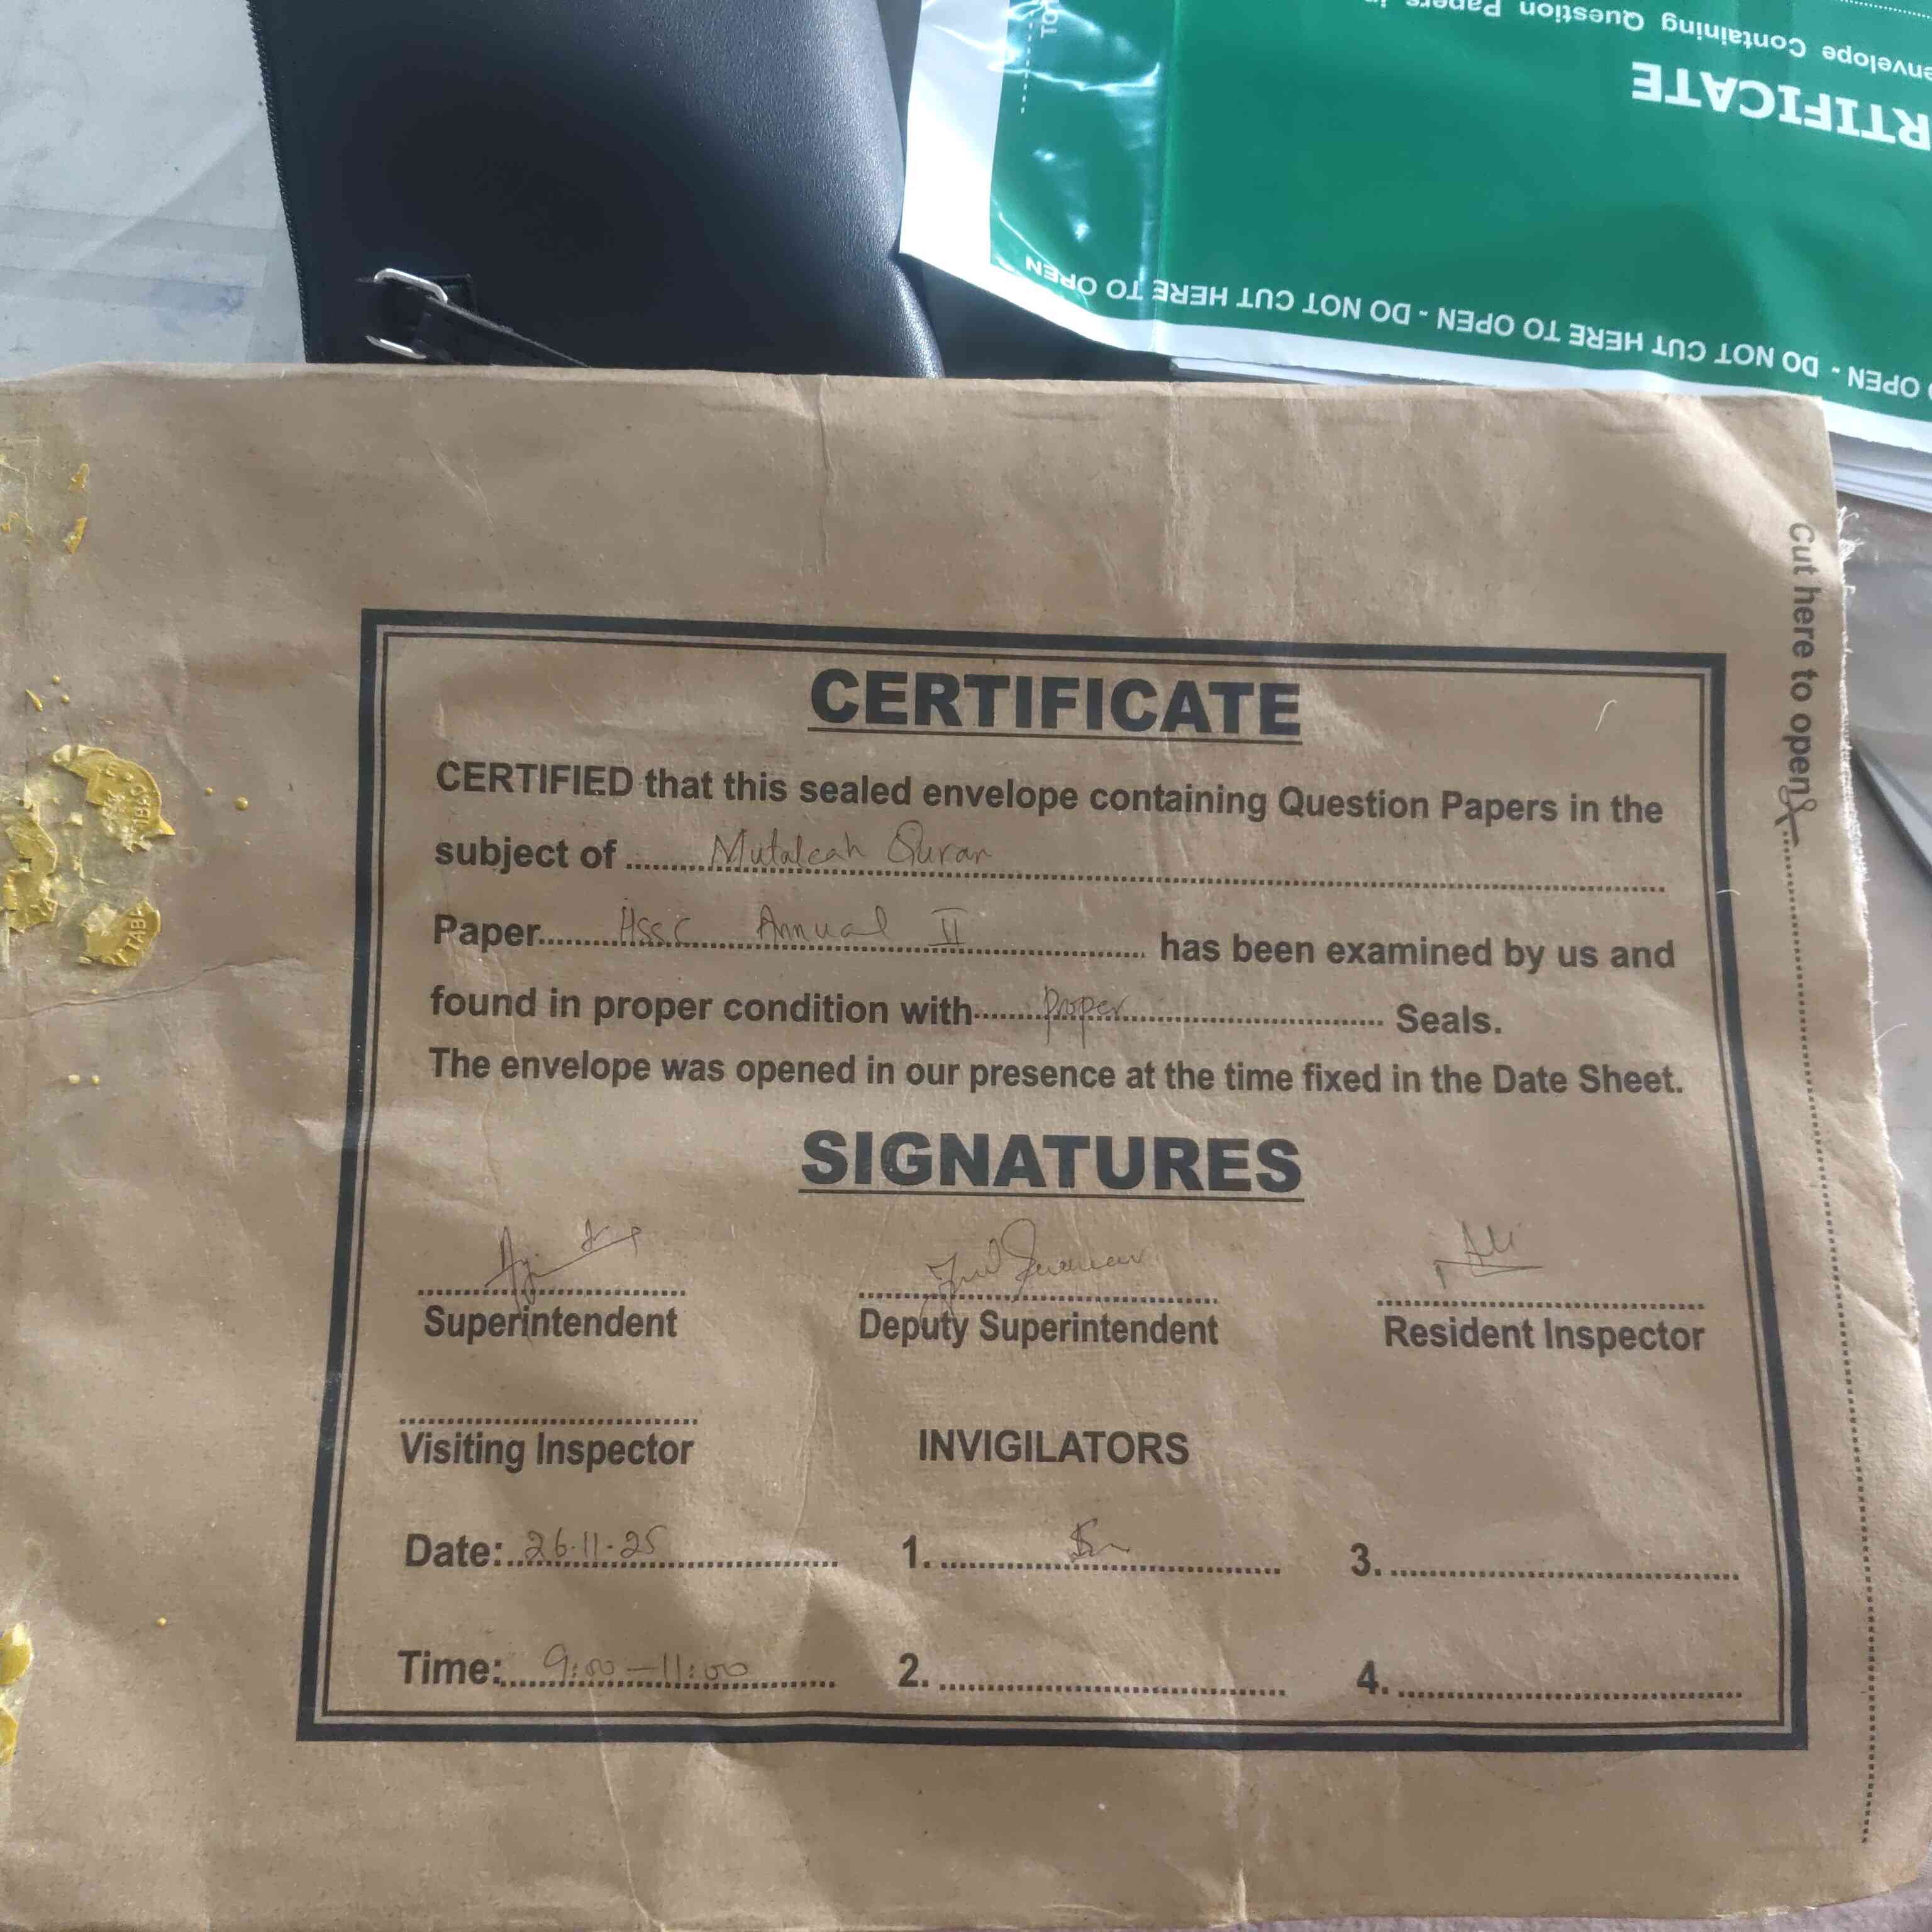 TO
envelope Containing Question Papers in
RTIFICATE
OPEN - DO NOT CUT HERE TO OPEN - DO NOT CUT HERE TO OPEN
Cut here to open
CERTIFICATE
CERTIFIED that this sealed envelope containing Question Papers in the
subject of ........ Mutaleah Quran ........
Paper........ Hssc Annual II ........ has been examined by us and
found in proper condition with........ Proper ........ Seals.
The envelope was opened in our presence at the time fixed in the Date Sheet.
SIGNATURES
Superintendent Deputy Superintendent Resident Inspector
Visiting Inspector INVIGILATORS
Date: 26.11.25 1. 3.
Time: 9:00 – 11:00 2. 4.